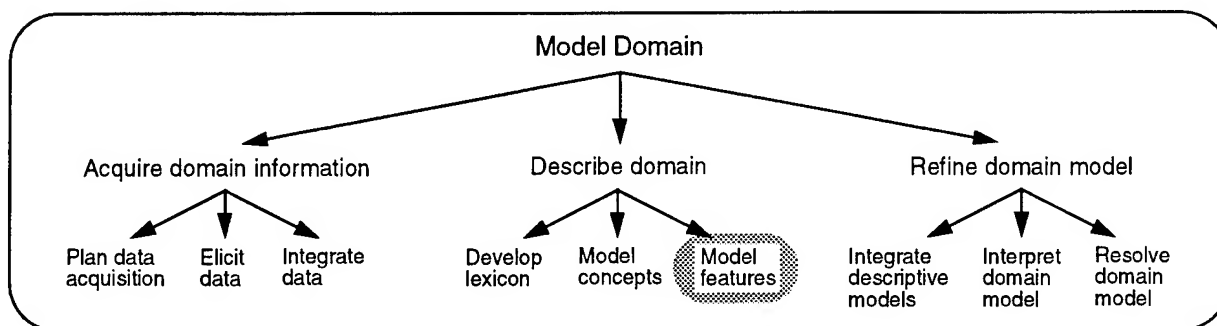 Model Domain
Acquire domain information
Describe domain
Refine domain model
Plan data
acquisition
Elicit
data
Integrate
data
Develop
lexicon
Model
concepts
Model
features
Integrate
descriptive
models
Interpret
domain
model
Resolve
domain
model